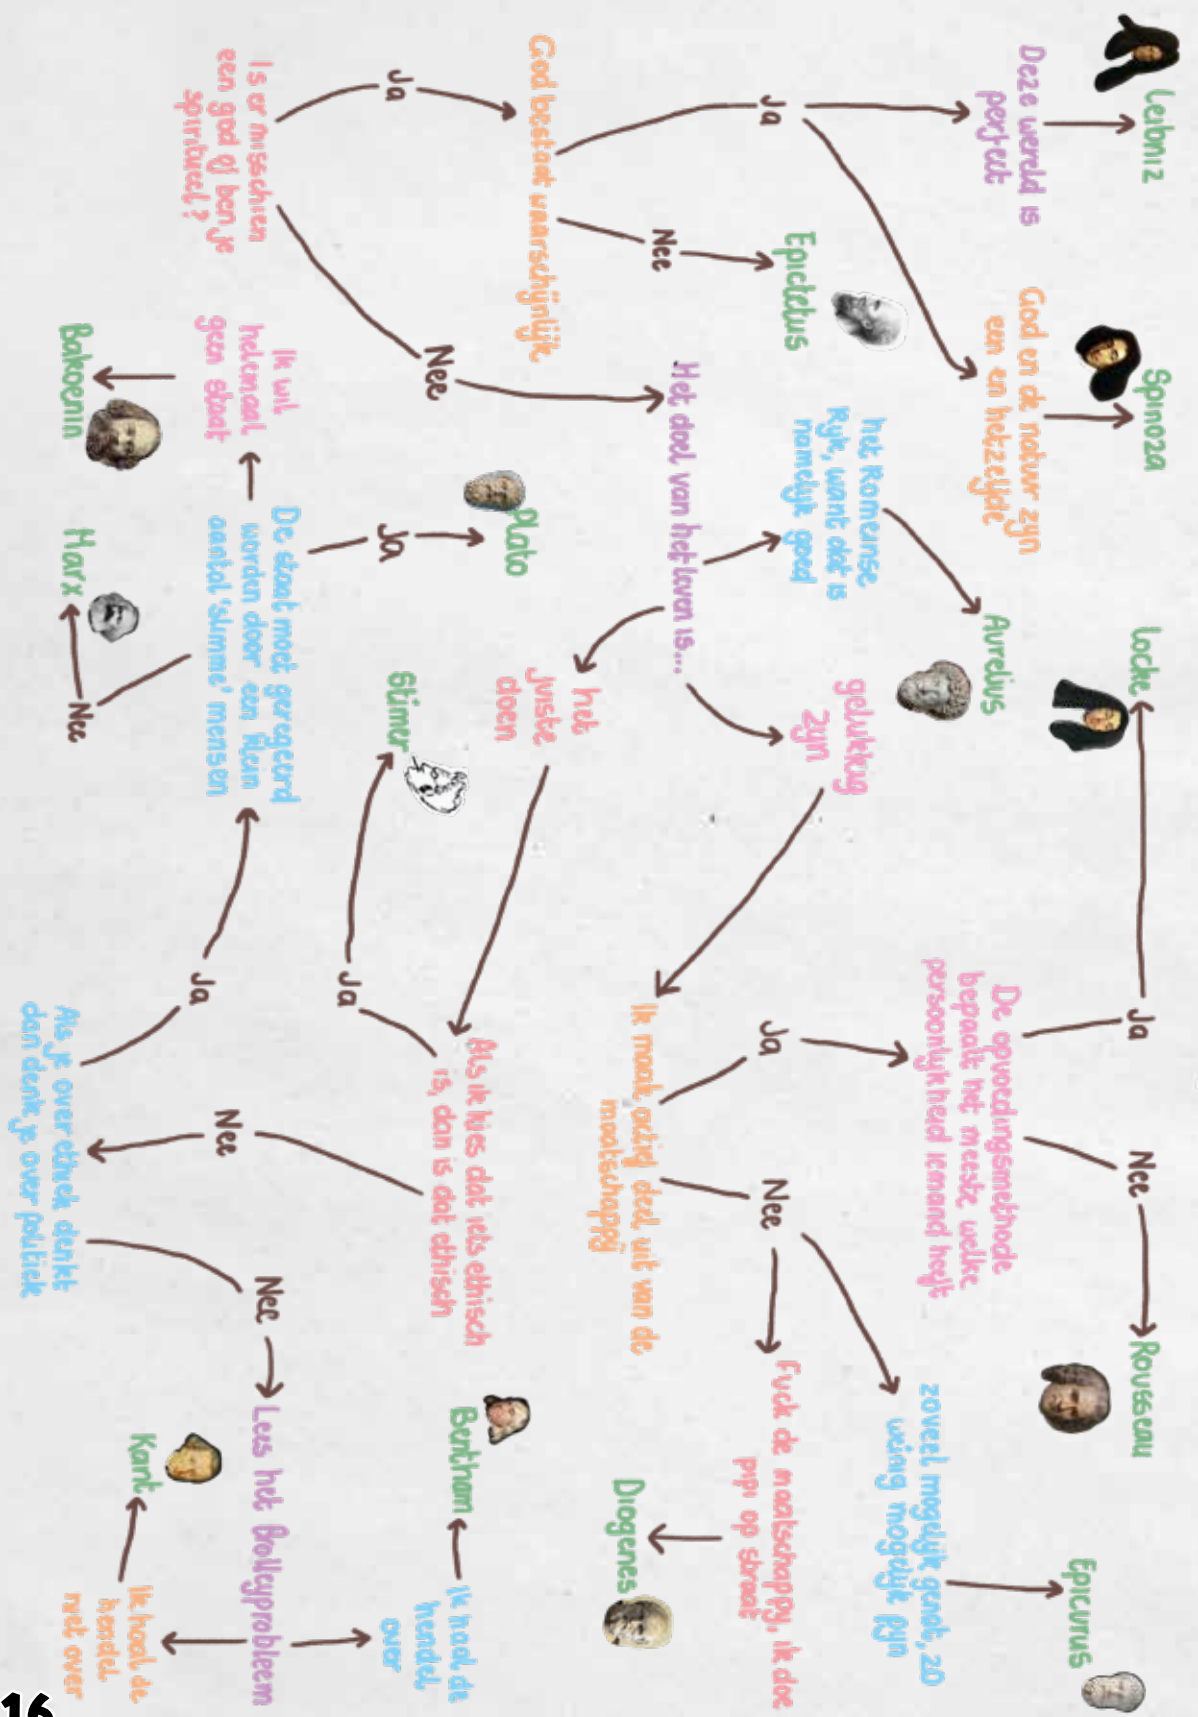 Leibniz
Spinoza
Locke
Ja
Nee
Rousseau
Epicurus
Deze wereld is
perfect
God en de natuur zijn
een en hetzelfde
Aurelius
De opvoedingsmethode
bepaalt het meeste welke
persoonlijkheid iemand heeft
zoveel mogelijk genot, zo
weinig mogelijk pijn
Ja
Nee
Epictetus
het Romeinse
Rijk, want dat is
namelijk goed
gelukkig
zijn
Ja
Nee
Fuck de maatschappij, ik doe
pipi op straat
Het doel van het leven is...
Ik maak actief deel uit van de
maatschappij
Diogenes
God bestaat waarschijnlijk
Nee
Plato
het
juiste
doen
Als ik kies dat iets ethisch
is, dan is dat ethisch
Bentham
Ja
Ja
Stirner
Ja
Ik haal de
hendel
over
Is er misschien
een god of ben je
spiritueel?
Ik wil
helemaal
geen staat
De staat moet geregeerd
worden door een klein
aantal 'slimme' mensen
Ja
Nee
Nee
Lees het trolleyprobleem
Bakoenin
Marx
Nee
Als je over ethiek denkt
dan denk je over politiek
Kant
Ik haal de
hendel
niet over
16